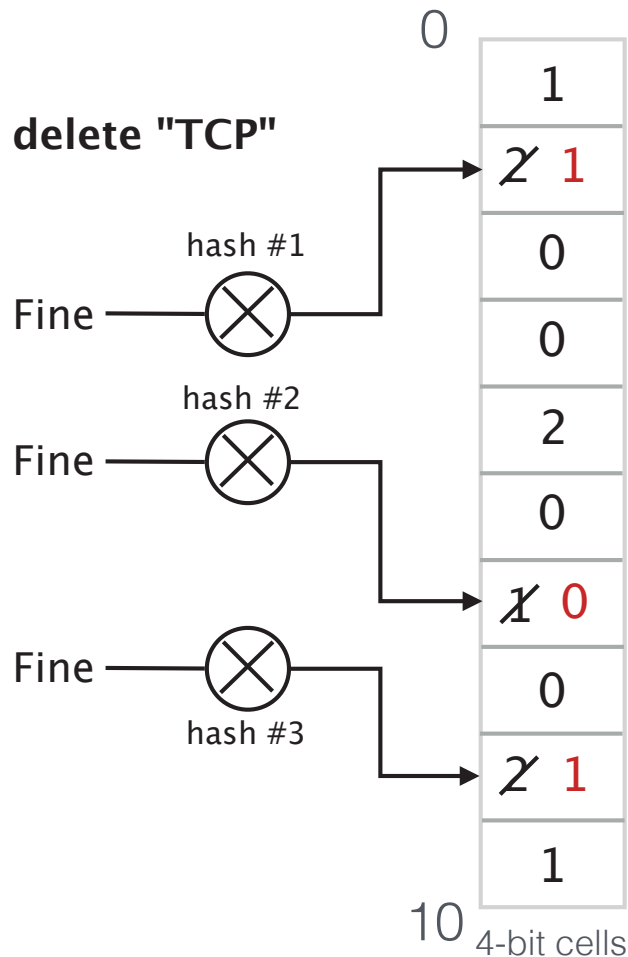 0
1
delete "TCP"
2 1
hash #1
0
Fine
0
hash #2
2
Fine
0
1 0
Fine
0
hash #3
2 1
1
10
4-bit cells